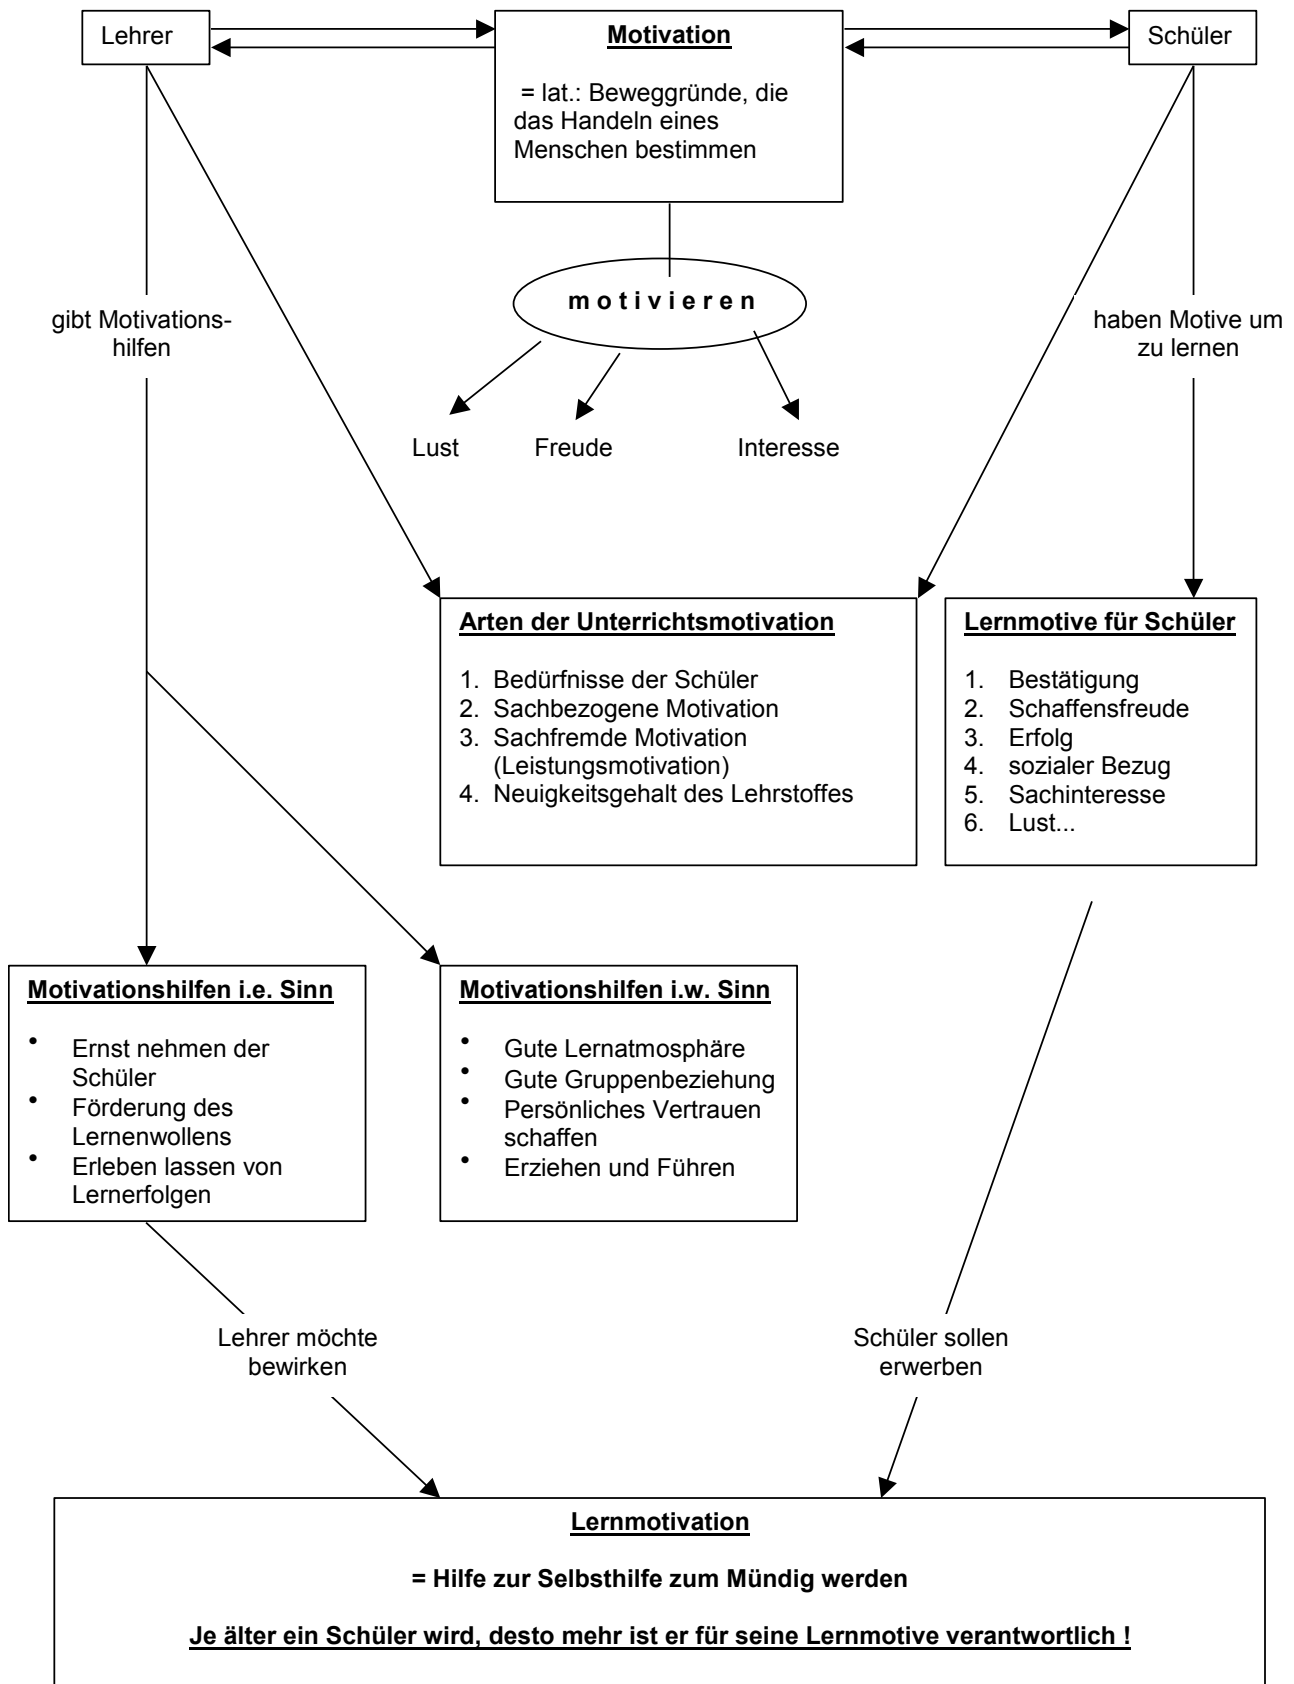 Lehrer
Motivation
Schüler
= lat.: Beweggründe, die
das Handeln eines
Menschen bestimmen
m o t i v i e r e n
gibt Motivations-
hilfen
haben Motive um
zu lernen
Lust
Freude
Interesse
Arten der Unterrichtsmotivation
1. Bedürfnisse der Schüler
2. Sachbezogene Motivation
3. Sachfremde Motivation
(Leistungsmotivation)
4. Neuigkeitsgehalt des Lehrstoffes
Lernmotive für Schüler
1. Bestätigung
2. Schaffensfreude
3. Erfolg
4. sozialer Bezug
5. Sachinteresse
6. Lust...
Motivationshilfen i.e. Sinn
• Ernst nehmen der
Schüler
• Förderung des
Lernenwollens
• Erleben lassen von
Lernerfolgen
Motivationshilfen i.w. Sinn
• Gute Lernatmosphäre
• Gute Gruppenbeziehung
• Persönliches Vertrauen
schaffen
• Erziehen und Führen
Lehrer möchte
bewirken
Schüler sollen
erwerben
Lernmotivation
= Hilfe zur Selbsthilfe zum Mündig werden
Je älter ein Schüler wird, desto mehr ist er für seine Lernmotive verantwortlich !